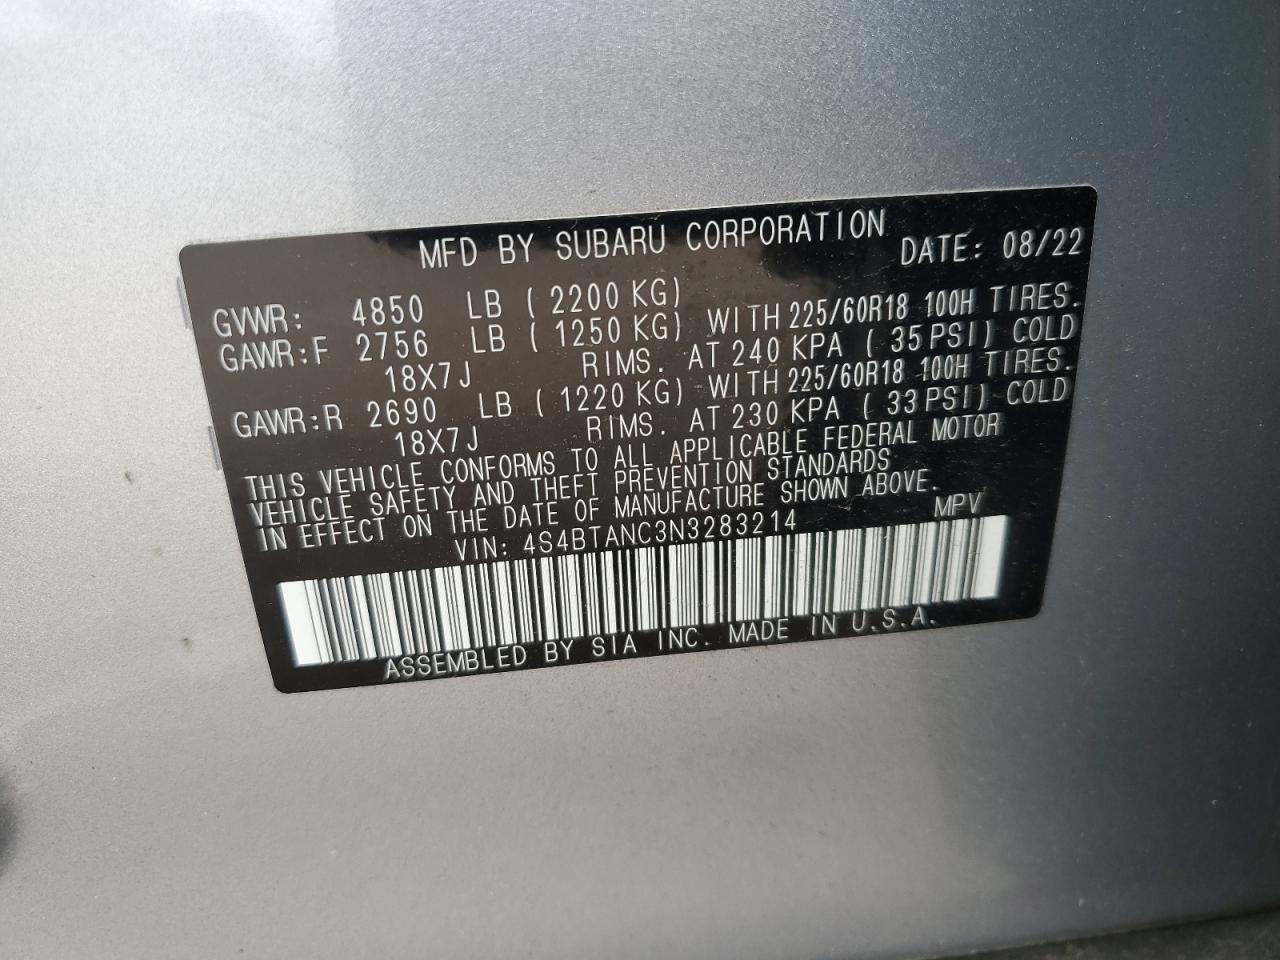 MFD BY SUBARU CORPORATION DATE: 08/22
GVWR: 4850 LB ( 2200 KG)
GAWR:F 2756 LB ( 1250 KG) WITH 225/60R18 100H TIRES.
18X7J RIMS. AT 240 KPA ( 35 PSI) COLD
GAWR:R 2690 LB ( 1220 KG) WITH 225/60R18 100H TIRES.
18X7J RIMS. AT 230 KPA ( 33 PSI) COLD
THIS VEHICLE CONFORMS TO ALL APPLICABLE FEDERAL MOTOR
VEHICLE SAFETY AND THEFT PREVENTION STANDARDS
IN EFFECT ON THE DATE OF MANUFACTURE SHOWN ABOVE.
VIN: 4S4BTANC3N3283214 MPV
ASSEMBLED BY SIA INC. MADE IN U.S.A.